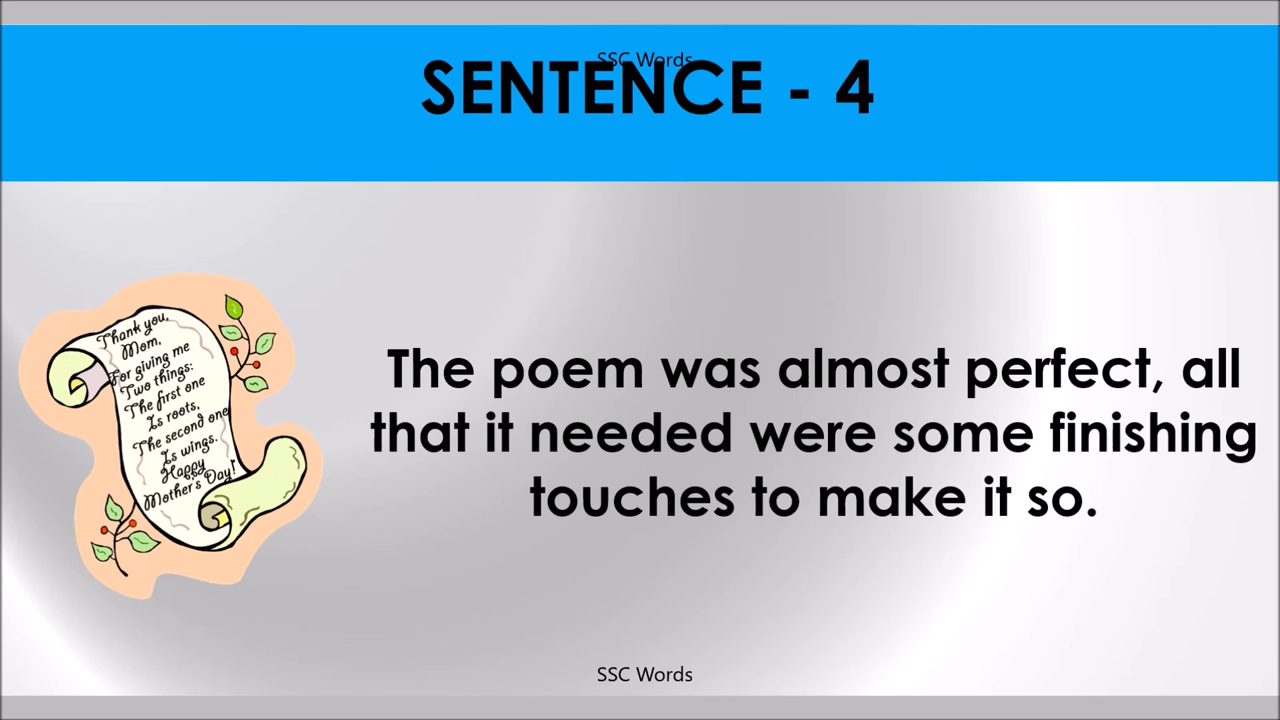 SSC Words
SENTENCE - 4
Thank you,
Mom,
For giving me
Two things:
The first one
Is roots,
The second one
Is wings.
Happy
Mother's Day!
The poem was almost perfect, all
that it needed were some finishing
touches to make it so.
SSC Words